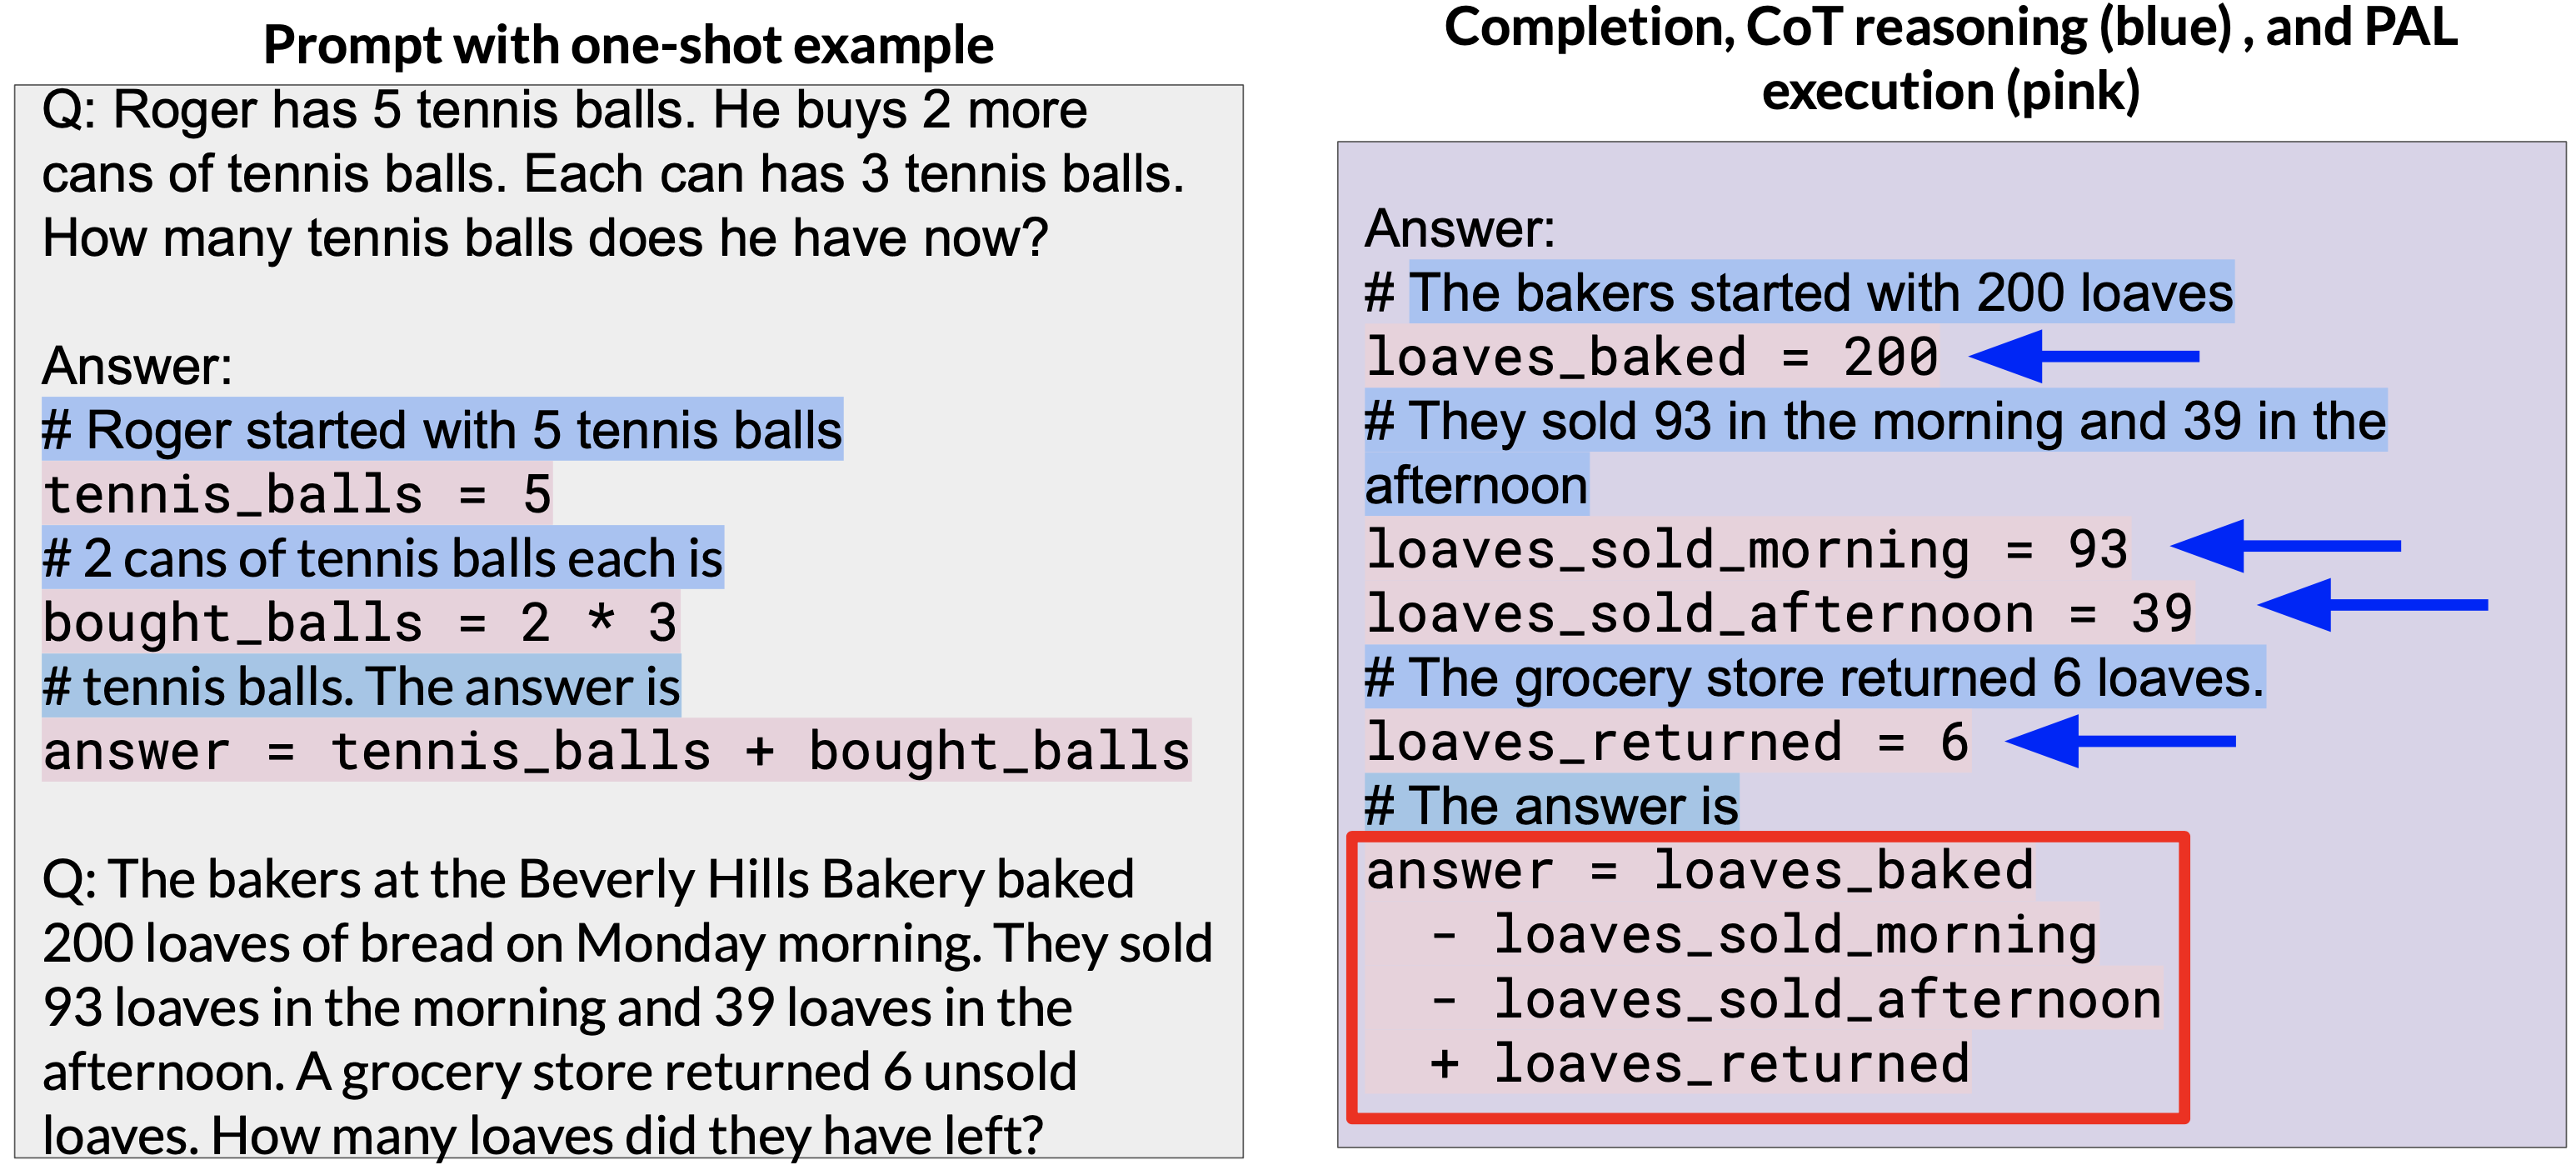 Prompt with one-shot example
Q: Roger has 5 tennis balls. He buys 2 more
cans of tennis balls. Each can has 3 tennis balls.
How many tennis balls does he have now?
Answer:
# Roger started with 5 tennis balls
tennis_balls = 5
# 2 cans of tennis balls each is
bought_balls = 2 * 3
# tennis balls. The answer is
answer = tennis_balls + bought_balls
Q: The bakers at the Beverly Hills Bakery baked
200 loaves of bread on Monday morning. They sold
93 loaves in the morning and 39 loaves in the
afternoon. A grocery store returned 6 unsold
loaves. How many loaves did they have left?
Completion, CoT reasoning (blue) , and PAL
execution (pink)
Answer:
# The bakers started with 200 loaves
loaves_baked = 200
# They sold 93 in the morning and 39 in the
afternoon
loaves_sold_morning = 93
loaves_sold_afternoon = 39
# The grocery store returned 6 loaves.
loaves_returned = 6
# The answer is
answer = loaves_baked
- loaves_sold_morning
- loaves_sold_afternoon
+ loaves_returned